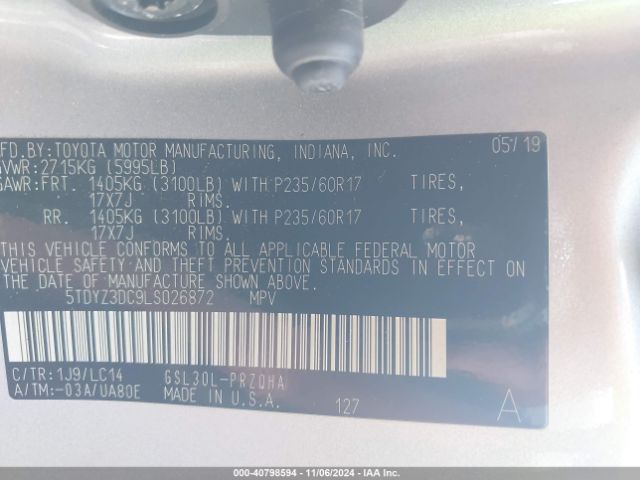 MFD. BY: TOYOTA MOTOR MANUFACTURING, INDIANA, INC. 05/19
GVWR: 2715KG (5995LB)
GAWR: FRT. 1405KG (3100LB) WITH P235/60R17 TIRES,
17X7J RIMS.
RR. 1405KG (3100LB) WITH P235/60R17 TIRES,
17X7J RIMS.
THIS VEHICLE CONFORMS TO ALL APPLICABLE FEDERAL MOTOR
VEHICLE SAFETY AND THEFT PREVENTION STANDARDS IN EFFECT ON
THE DATE OF MANUFACTURE SHOWN ABOVE.
5TDYZ3DC9LS026872 MPV
C/TR: 1J9/LC14 GSL30L-PRZQHA
A/TM: -03A/UA80E MADE IN U.S.A. 127 A
000-40798594 - 11/06/2024 - IAA Inc.